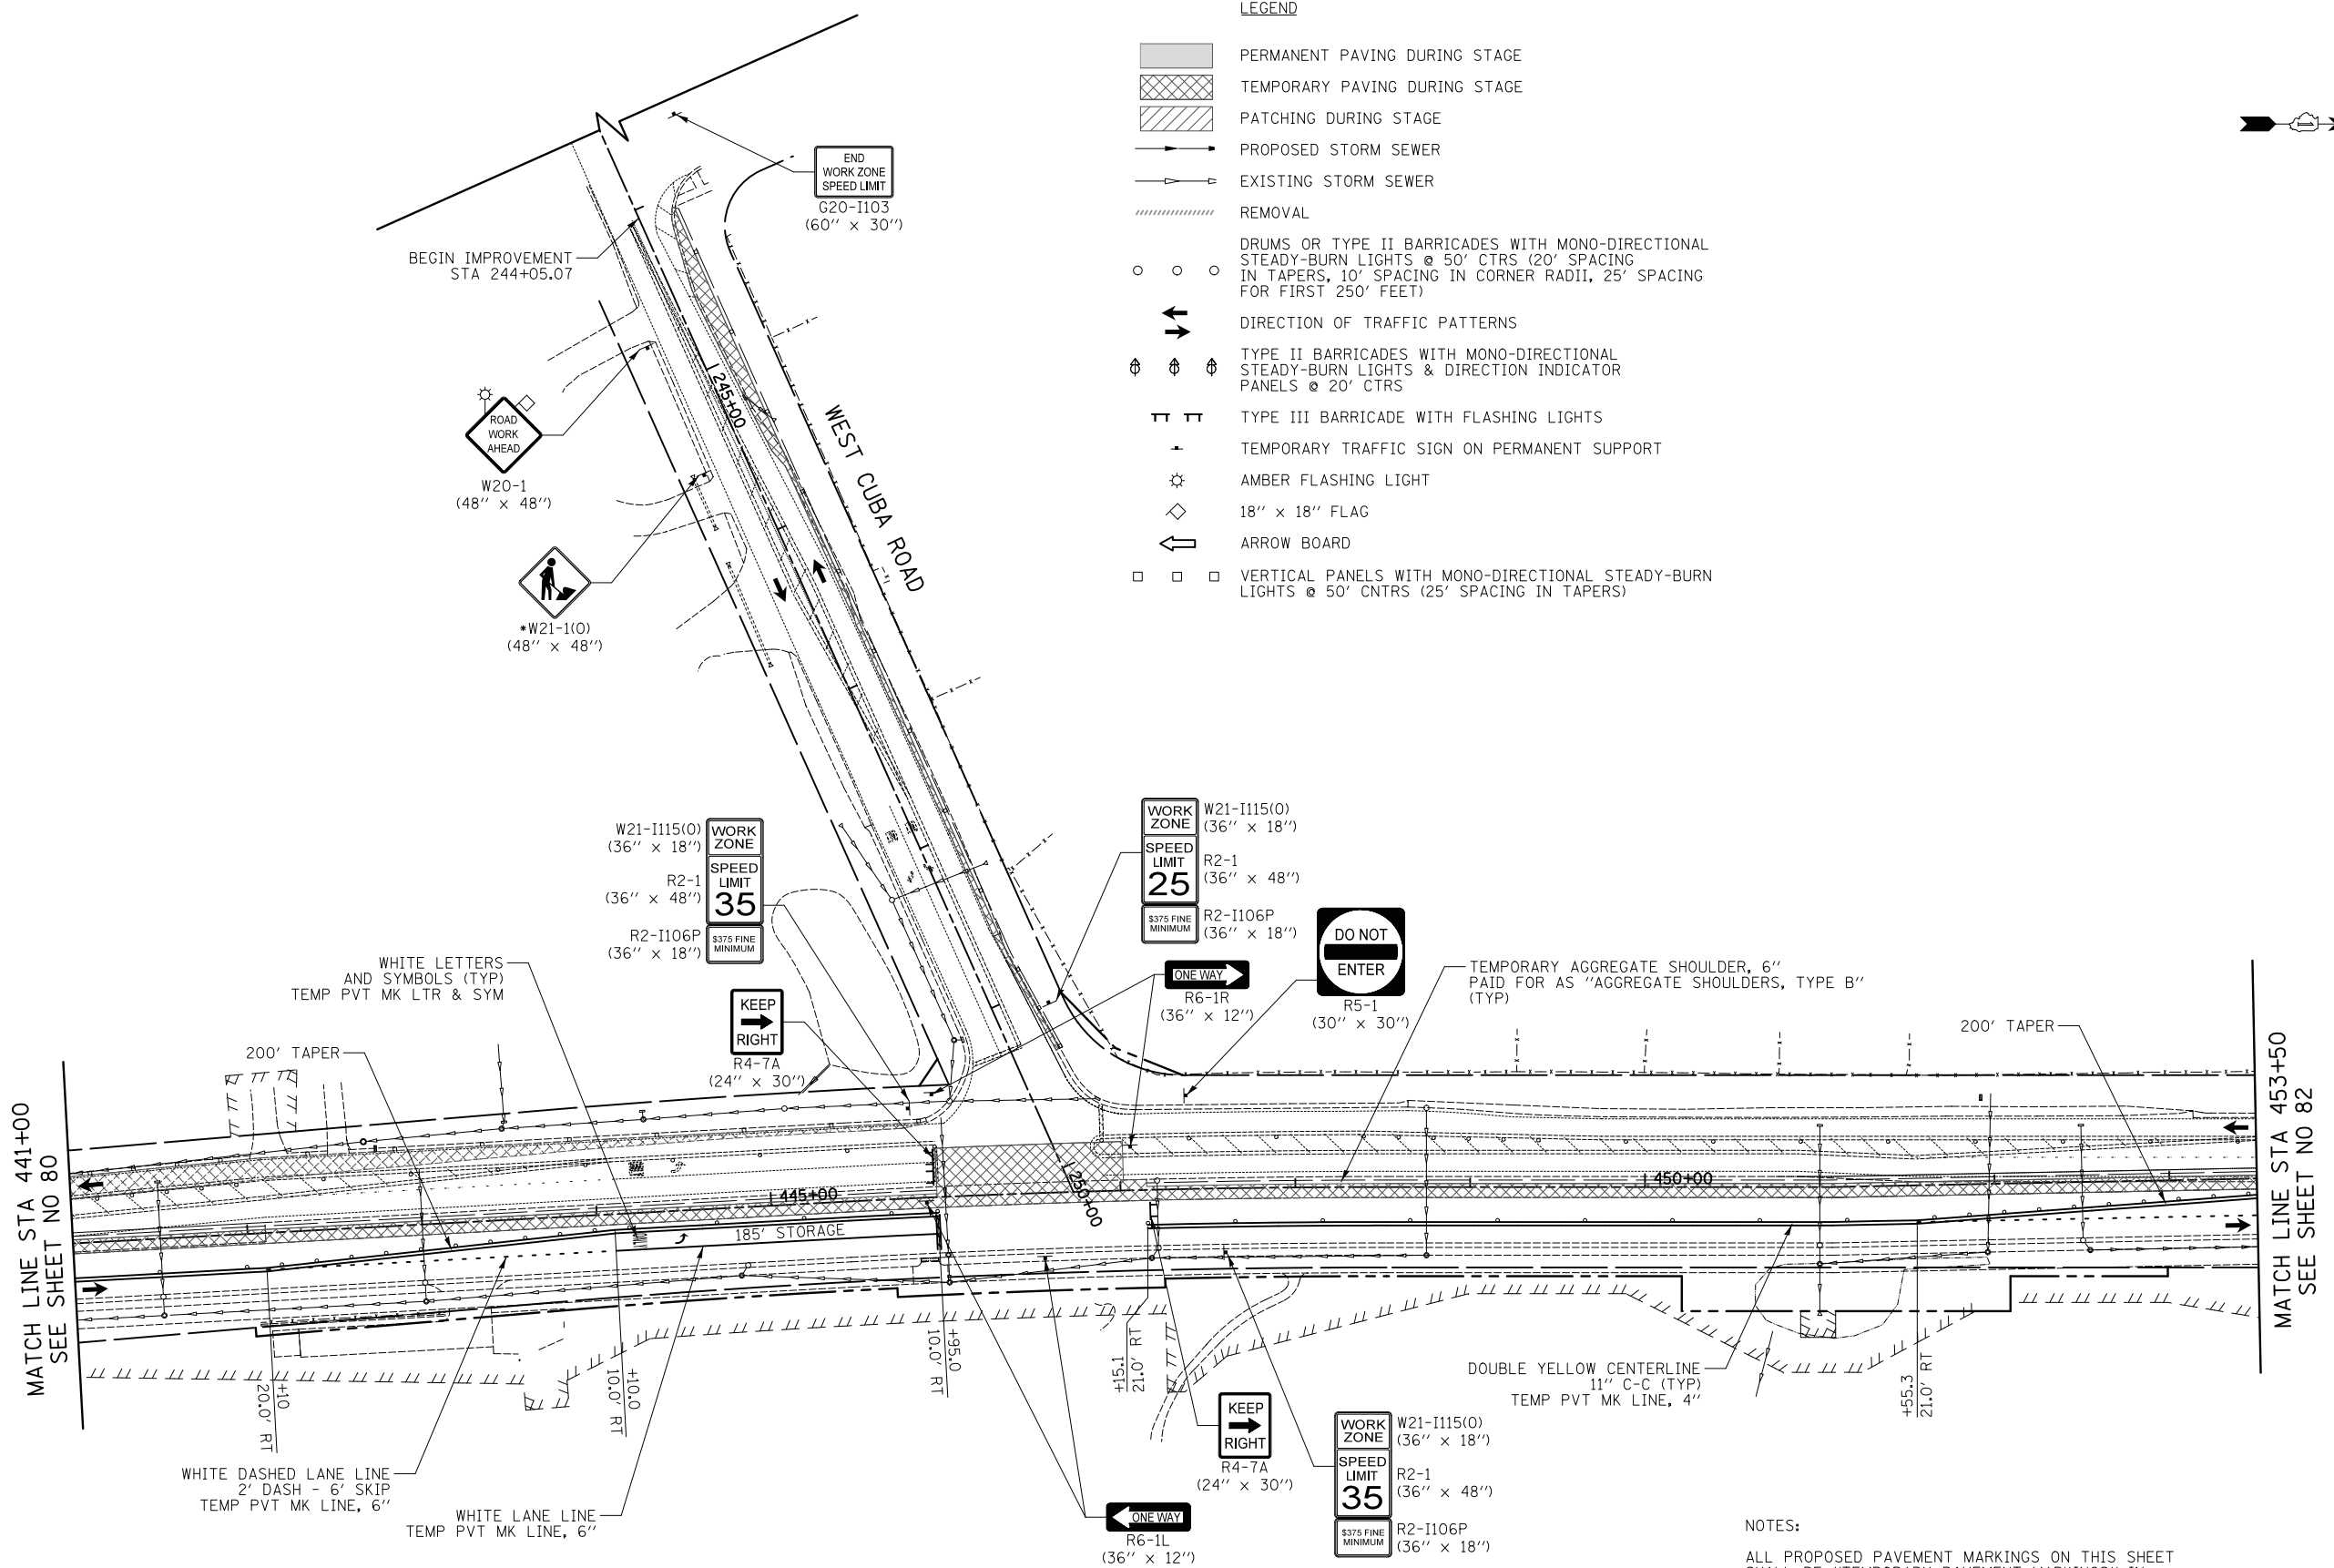 LEGEND
PERMANENT PAVING DURING STAGE
TEMPORARY PAVING DURING STAGE
PATCHING DURING STAGE
PROPOSED STORM SEWER
EXISTING STORM SEWER
REMOVAL
DRUMS OR TYPE II BARRICADES WITH MONO-DIRECTIONAL
STEADY-BURN LIGHTS @ 50' CTRS (20' SPACING
IN TAPERS, 10' SPACING IN CORNER RADII, 25' SPACING
FOR FIRST 250' FEET)
DIRECTION OF TRAFFIC PATTERNS
TYPE II BARRICADES WITH MONO-DIRECTIONAL
STEADY-BURN LIGHTS & DIRECTION INDICATOR
PANELS @ 20' CTRS
TYPE III BARRICADE WITH FLASHING LIGHTS
TEMPORARY TRAFFIC SIGN ON PERMANENT SUPPORT
AMBER FLASHING LIGHT
18" x 18" FLAG
ARROW BOARD
VERTICAL PANELS WITH MONO-DIRECTIONAL STEADY-BURN
LIGHTS @ 50' CNTRS (25' SPACING IN TAPERS)
END
WORK ZONE
SPEED LIMIT
G20-I103
(60" x 30")
BEGIN IMPROVEMENT
STA 244+05.07
ROAD
WORK
AHEAD
W20-1
(48" x 48")
*W21-1(O)
(48" x 48")
245+00
WEST CUBA ROAD
W21-I115(O)
(36" x 18")
R2-1
(36" x 48")
R2-I106P
(36" x 18")
WORK
ZONE
SPEED
LIMIT
35
$375 FINE
MINIMUM
WORK
ZONE
SPEED
LIMIT
25
$375 FINE
MINIMUM
W21-I115(O)
(36" x 18")
R2-1
(36" x 48")
R2-I106P
(36" x 18")
DO NOT
ENTER
R5-1
(30" x 30")
ONE WAY
R6-1R
(36" x 12")
KEEP
RIGHT
R4-7A
(24" x 30")
WHITE LETTERS
AND SYMBOLS (TYP)
TEMP PVT MK LTR & SYM
200' TAPER
TEMPORARY AGGREGATE SHOULDER, 6"
PAID FOR AS "AGGREGATE SHOULDERS, TYPE B"
(TYP)
200' TAPER
MATCH LINE STA 441+00
SEE SHEET NO 80
MATCH LINE STA 453+50
SEE SHEET NO 82
445+00
250+00
450+00
185' STORAGE
+10
20.0' RT
+10.0
10.0' RT
+95.0
10.0' RT
+15.1
21.0' RT
+55.3
21.0' RT
DOUBLE YELLOW CENTERLINE
11" C-C (TYP)
TEMP PVT MK LINE, 4"
WHITE DASHED LANE LINE
2' DASH - 6' SKIP
TEMP PVT MK LINE, 6"
WHITE LANE LINE
TEMP PVT MK LINE, 6"
KEEP
RIGHT
R4-7A
(24" x 30")
ONE WAY
R6-1L
(36" x 12")
WORK
ZONE
SPEED
LIMIT
35
$375 FINE
MINIMUM
W21-I115(O)
(36" x 18")
R2-1
(36" x 48")
R2-I106P
(36" x 18")
NOTES:
ALL PROPOSED PAVEMENT MARKINGS ON THIS SHEET